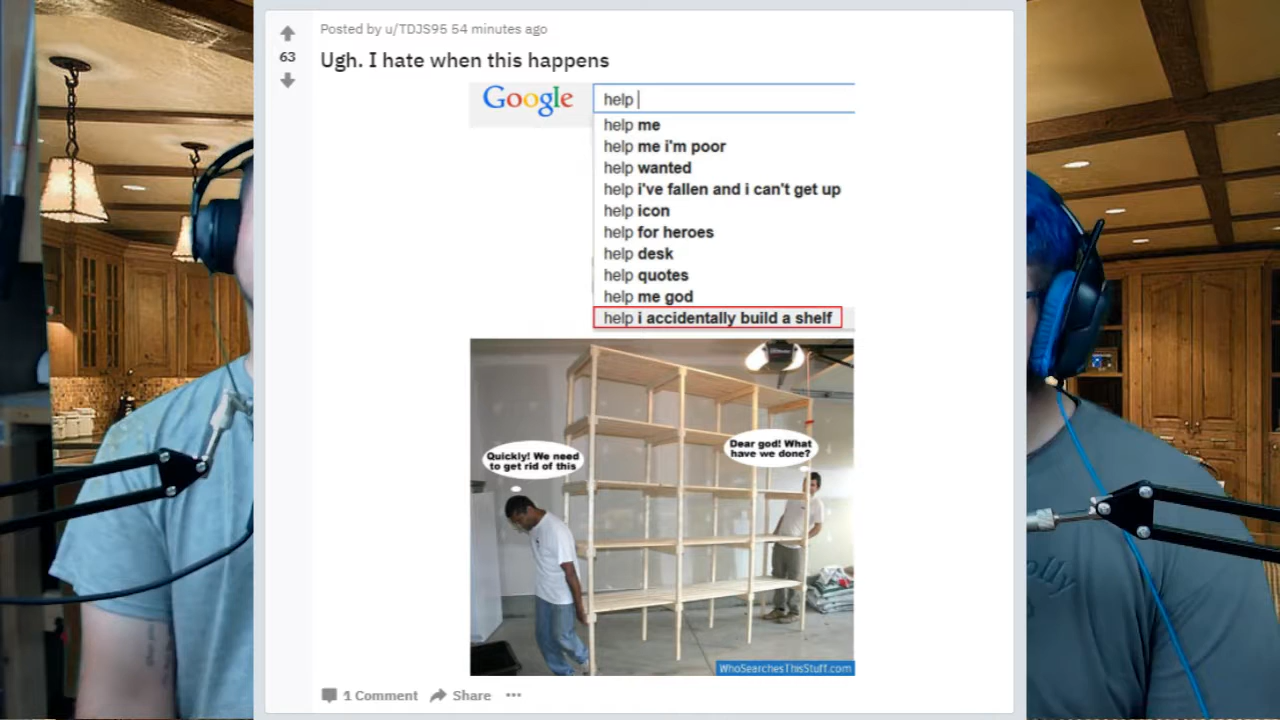 Posted by u/TDJS95 54 minutes ago
63
Ugh. I hate when this happens
Google
help
help me
help me i'm poor
help wanted
help i've fallen and i can't get up
help icon
help for heroes
help desk
help quotes
help me god
help i accidentally build a shelf
Quickly! We need
to get rid of this
Dear god! What
have we done?
WhoSearchesThisStuff.com
1 Comment
Share